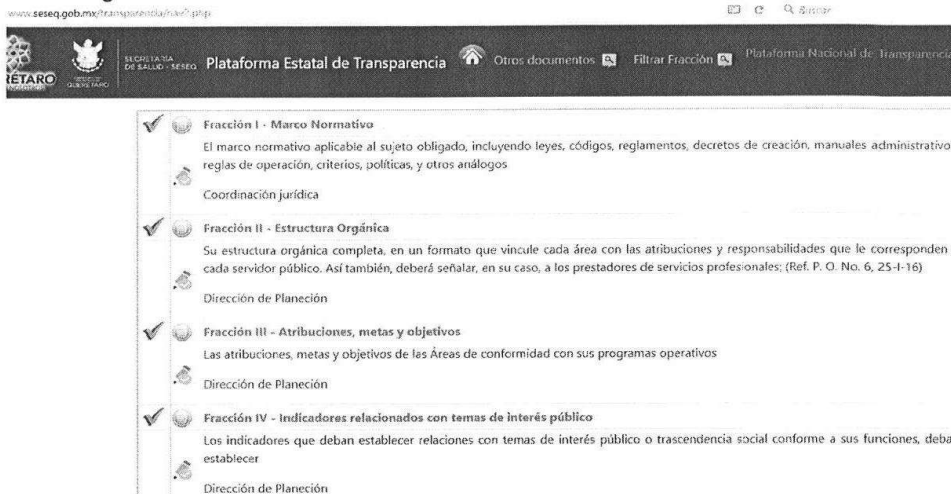 www.seseq.gob.mx/transparencia/nav7.php
Buscar
QUERÉTARO
SECRETARÍA
DE SALUD - SESEQ
Plataforma Estatal de Transparencia
Otros documentos
Filtrar Fracción
Plataforma Nacional de Transparencia
Fracción I - Marco Normativo
El marco normativo aplicable al sujeto obligado, incluyendo leyes, códigos, reglamentos, decretos de creación, manuales administrativo
reglas de operación, criterios, políticas, y otros análogos
Coordinación jurídica
Fracción II - Estructura Orgánica
Su estructura orgánica completa, en un formato que vincule cada área con las atribuciones y responsabilidades que le corresponden
cada servidor público. Así también, deberá señalar, en su caso, a los prestadores de servicios profesionales; (Ref. P. O. No. 6, 25-I-16)
Dirección de Planeción
Fracción III - Atribuciones, metas y objetivos
Las atribuciones, metas y objetivos de las Áreas de conformidad con sus programas operativos
Dirección de Planeción
Fracción IV - Indicadores relacionados con temas de interés público
Los indicadores que deban establecer relaciones con temas de interés público o trascendencia social conforme a sus funciones, deba
establecer
Dirección de Planeción